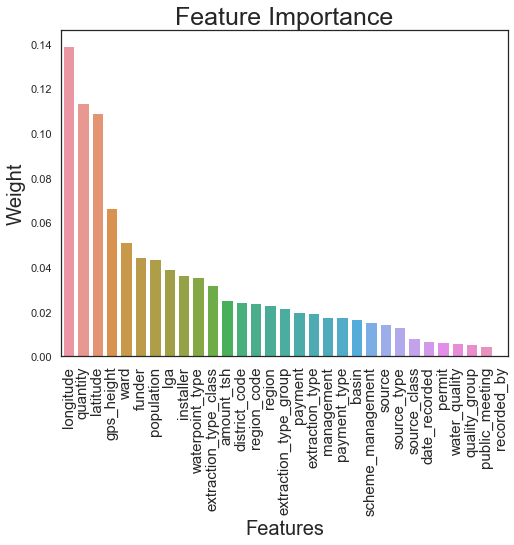 Feature Importance
Weight
0.14
0.12
0.10
0.08
0.06
0.04
0.02
0.00
longitude
quantity
latitude
gps_height
ward
funder
population
lga
installer
waterpoint_type
extraction_type_class
amount_tsh
district_code
region_code
region
extraction_type_group
payment
extraction_type
management
payment_type
basin
scheme_management
source
source_type
source_class
date_recorded
permit
water_quality
quality_group
public_meeting
recorded_by
Features